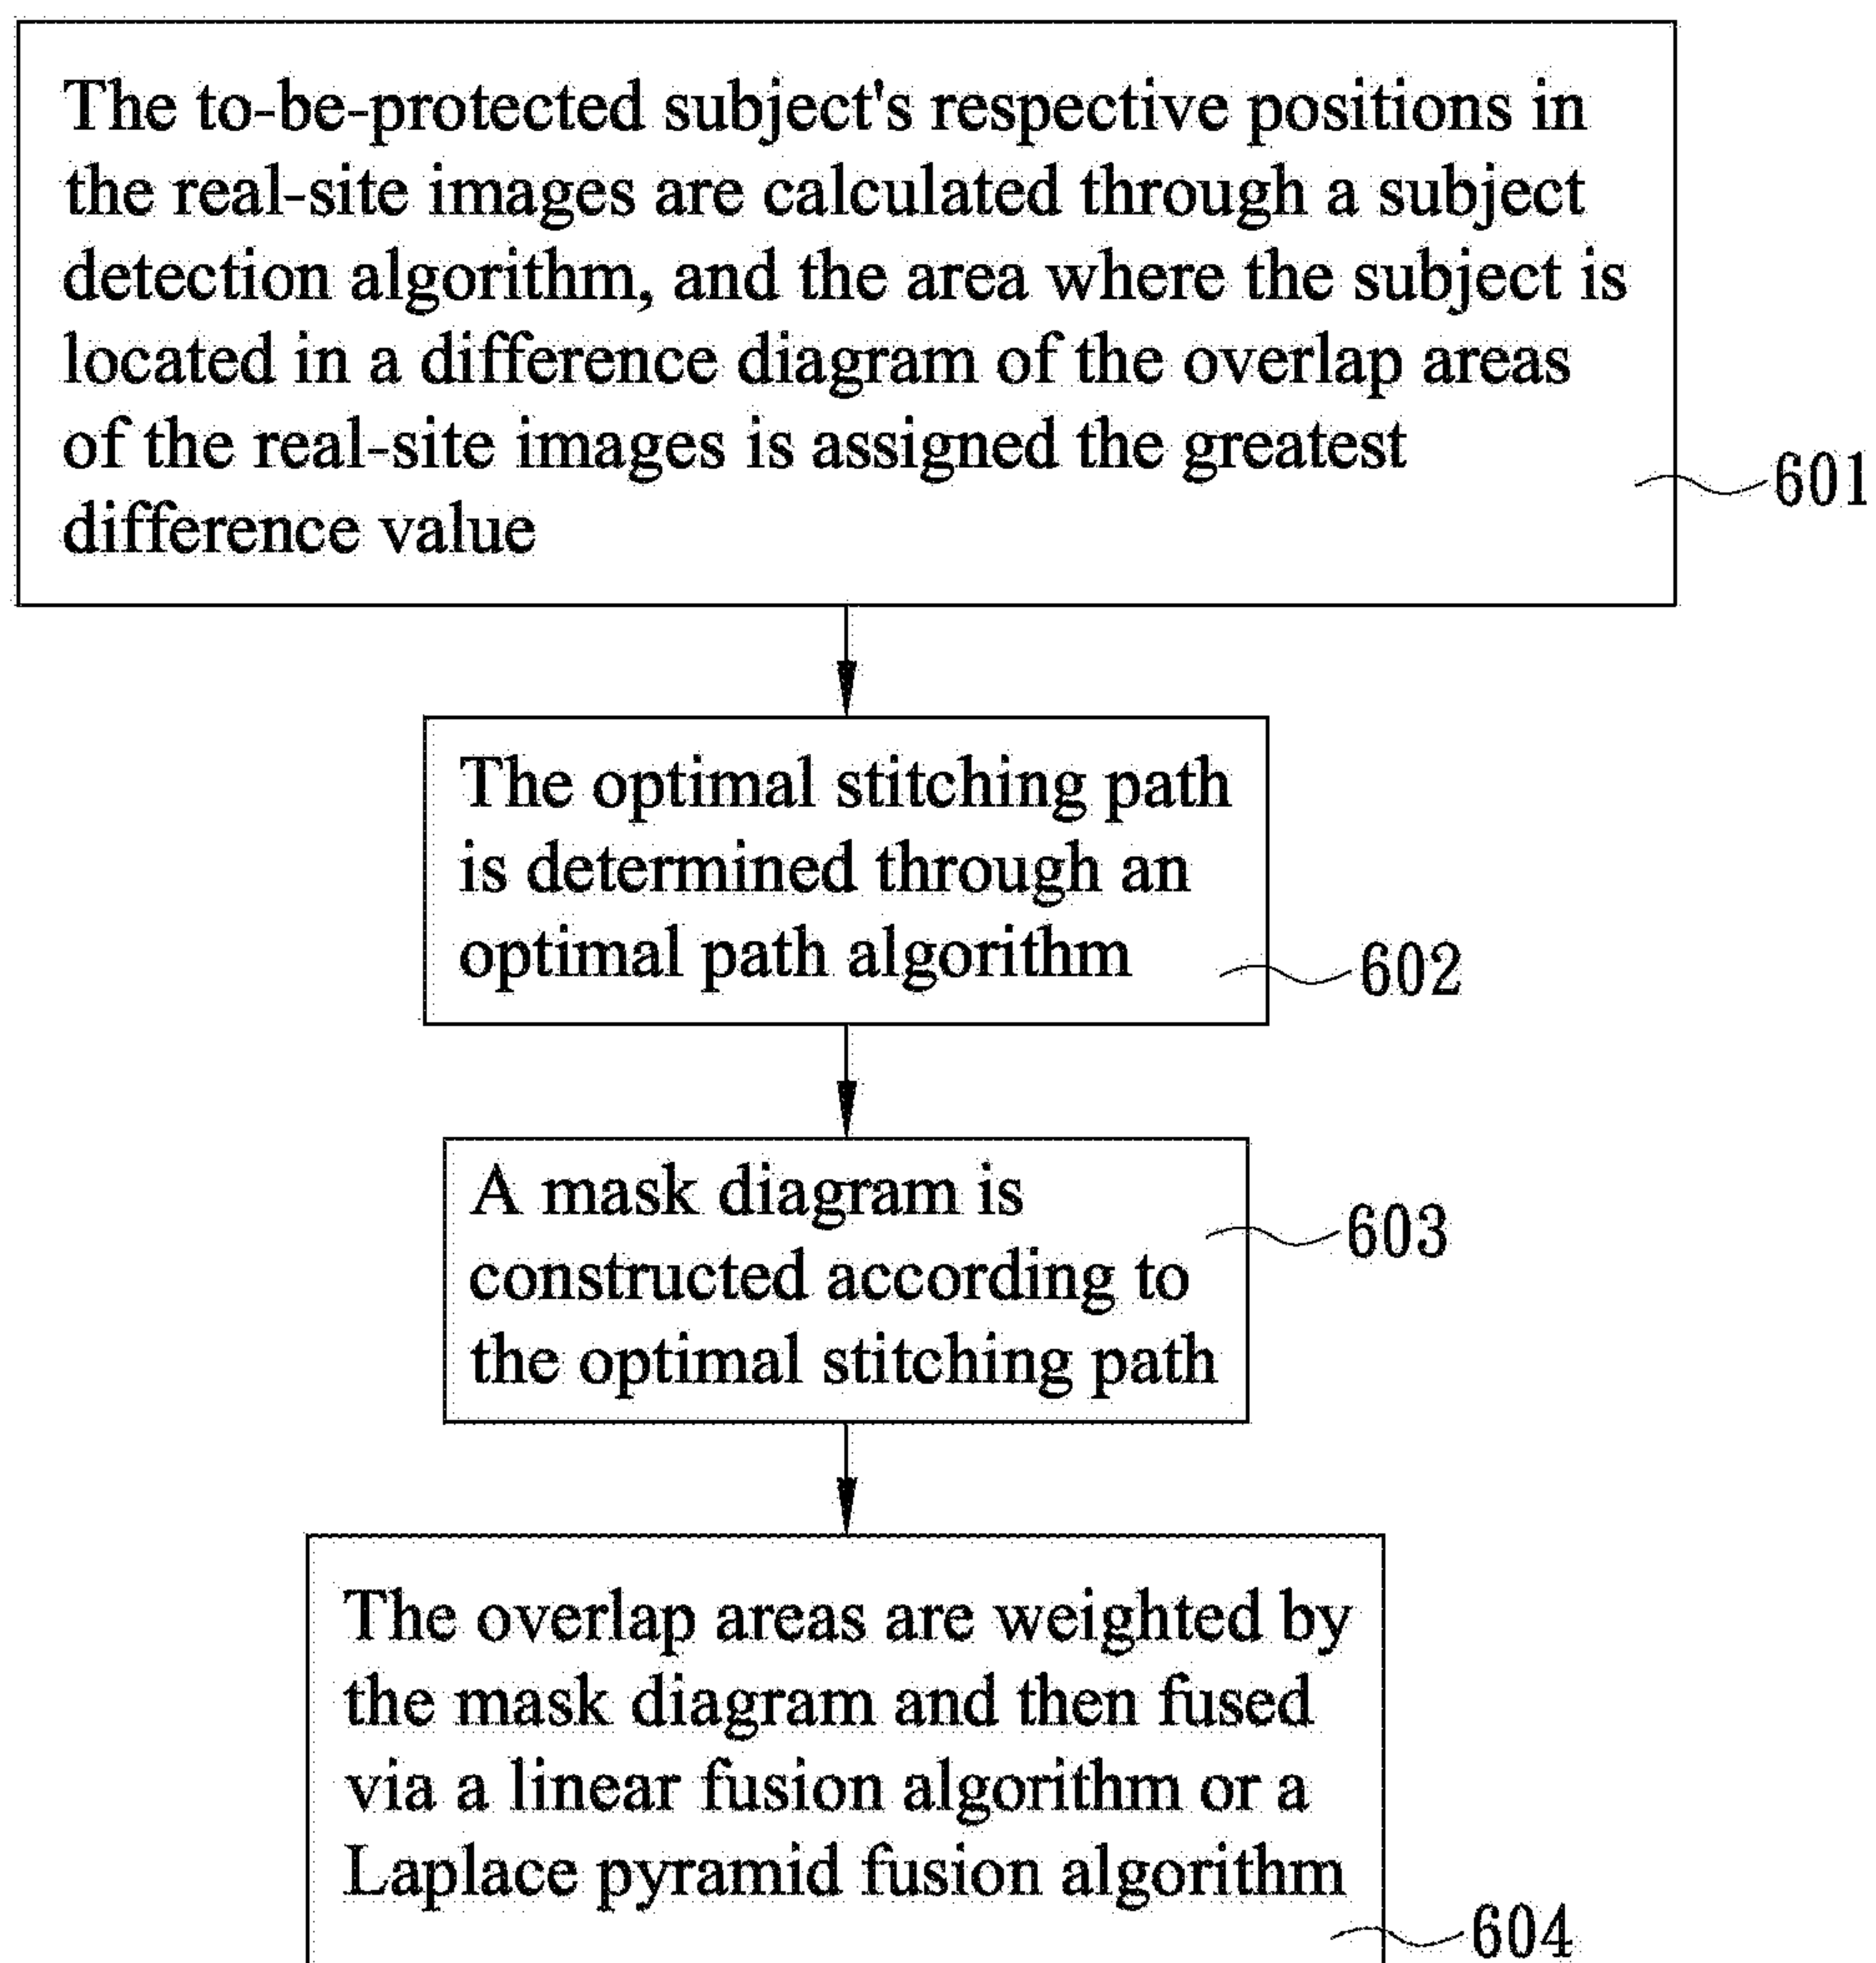 The to-be-protected subject's respective positions in
the real-site images are calculated through a subject
detection algorithm, and the area where the subject is
located in a difference diagram of the overlap areas
of the real-site images is assigned the greatest
difference value
601
The optimal stitching path
is determined through an
optimal path algorithm
602
A mask diagram is
constructed according to
the optimal stitching path
603
The overlap areas are weighted by
the mask diagram and then fused
via a linear fusion algorithm or a
Laplace pyramid fusion algorithm
604